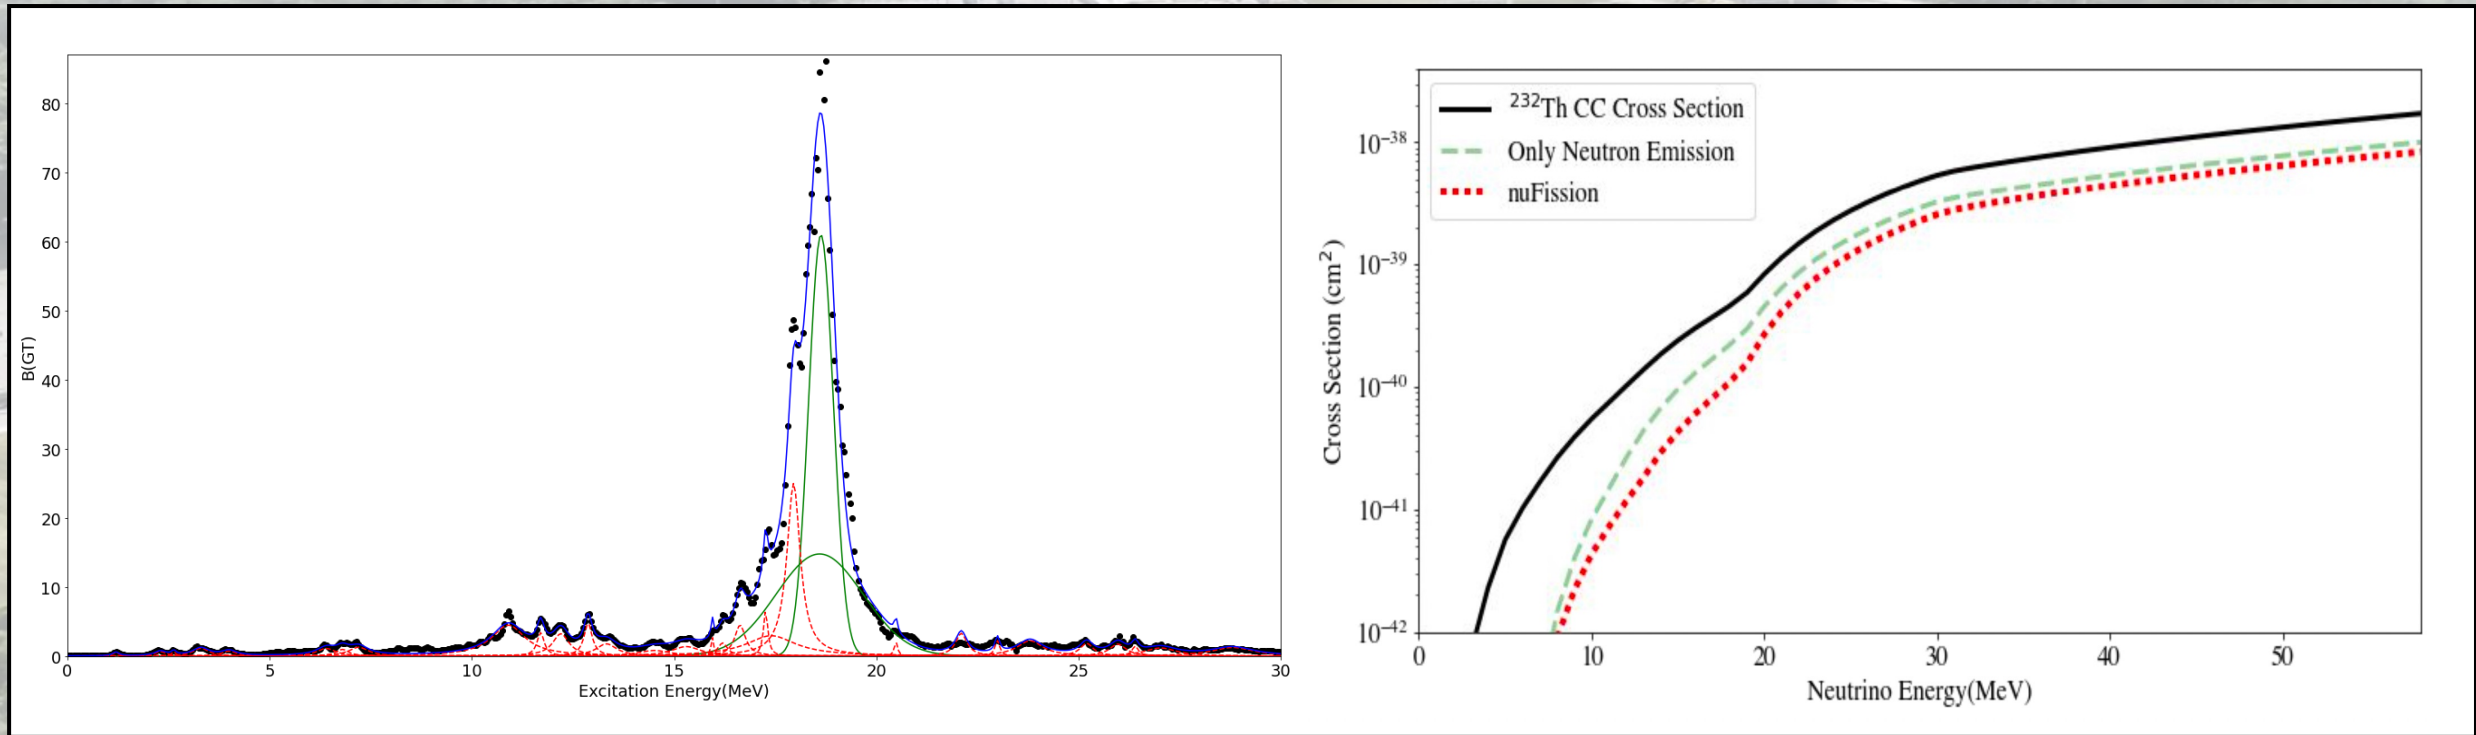 80
70
60
50
40
30
20
10
0
B(GT)
0 5 10 15 20 25 30
Excitation Energy(MeV)
²³²Th CC Cross Section
Only Neutron Emission
nuFission
10⁻³⁸
10⁻³⁹
10⁻⁴⁰
10⁻⁴¹
10⁻⁴²
Cross Section (cm²)
0 10 20 30 40 50
Neutrino Energy(MeV)